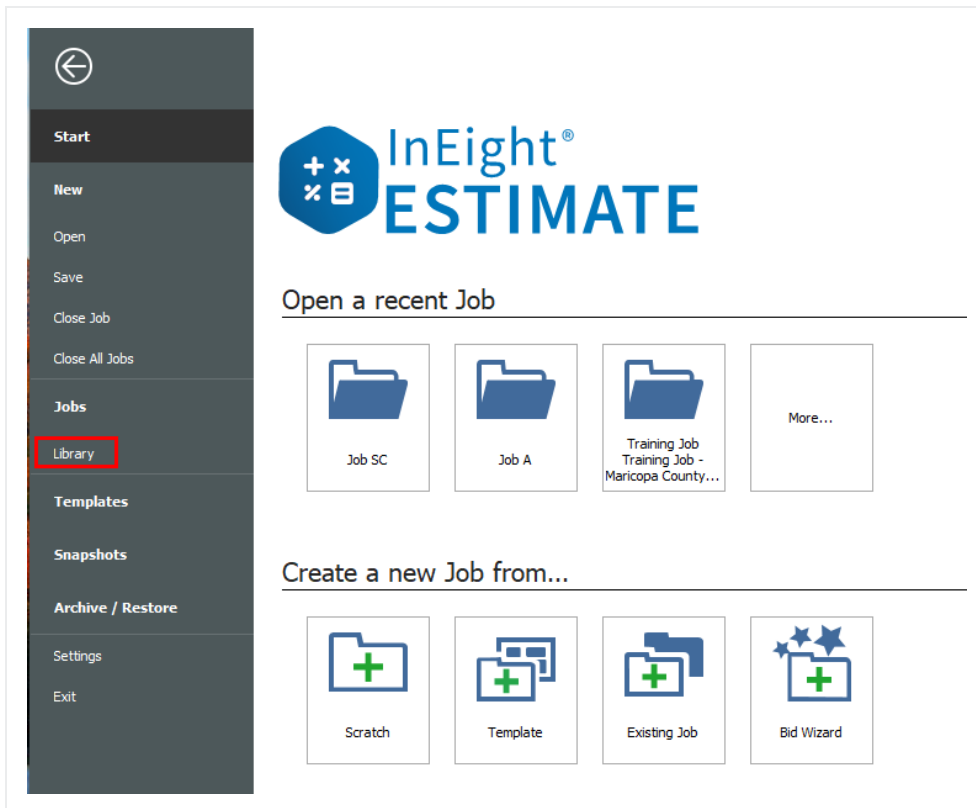 Start
New
Open
Save
Close Job
Close All Jobs
Jobs
Library
Templates
Snapshots
Archive / Restore
Settings
Exit
InEight®
ESTIMATE
Open a recent Job
Job SC
Job A
Training Job
Training Job -
Maricopa County...
More...
Create a new Job from...
Scratch
Template
Existing Job
Bid Wizard